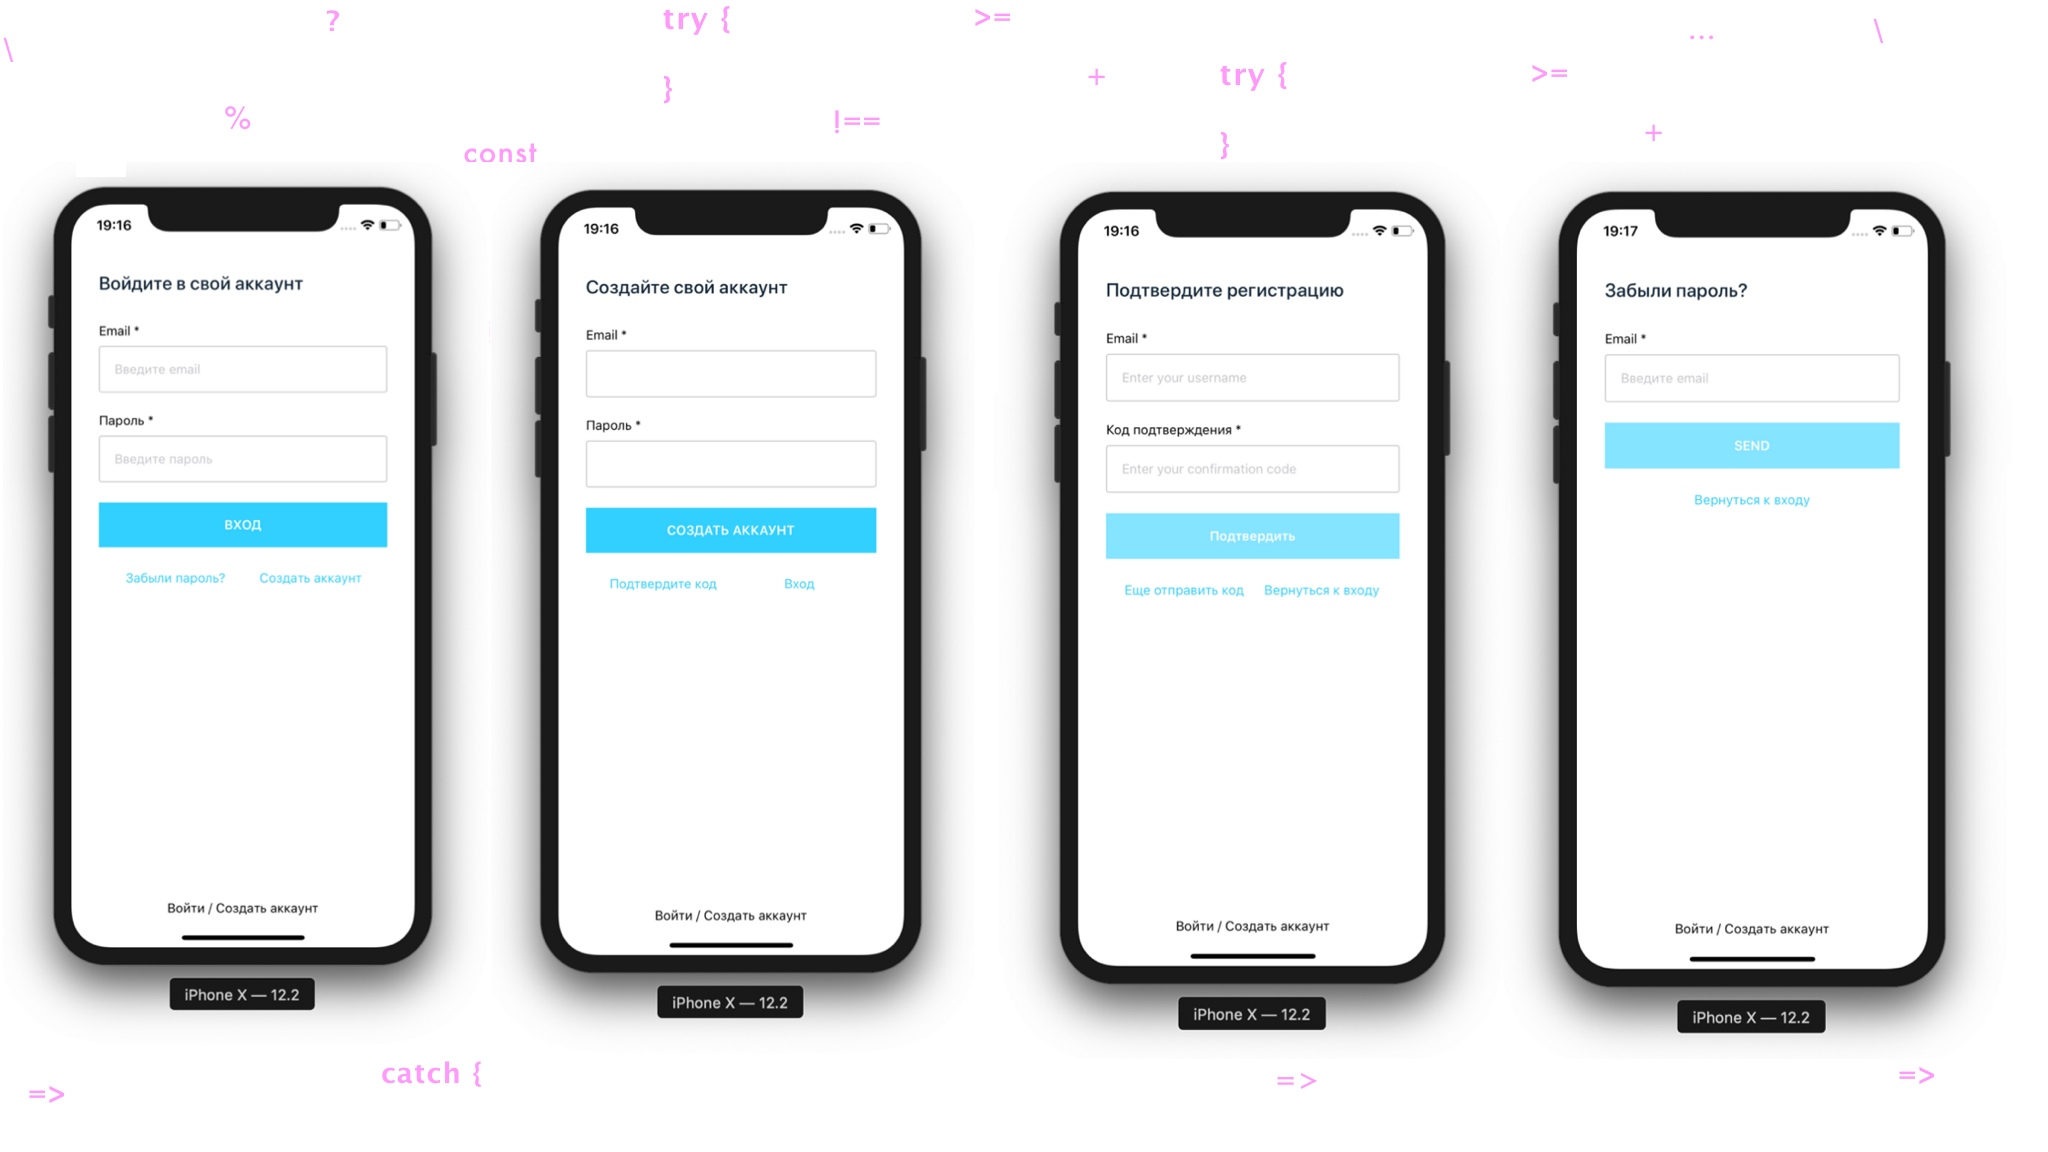 ?
try {
>=
...
\
\
+
try {
>=
}
%
!==
+
const
}
19:16
Войдите в свой аккаунт
Email *
Введите email
Пароль *
Введите пароль
ВХОД
Забыли пароль? Создать аккаунт
Войти / Создать аккаунт
iPhone X — 12.2
19:16
Создайте свой аккаунт
Email *
Пароль *
СОЗДАТЬ АККАУНТ
Подтвердите код Вход
Войти / Создать аккаунт
iPhone X — 12.2
19:16
Подтвердите регистрацию
Email *
Enter your username
Код подтверждения *
Enter your confirmation code
Подтвердить
Еще отправить код Вернуться к входу
Войти / Создать аккаунт
iPhone X — 12.2
19:17
Забыли пароль?
Email *
Введите email
SEND
Вернуться к входу
Войти / Создать аккаунт
iPhone X — 12.2
=>
catch {
=>
=>